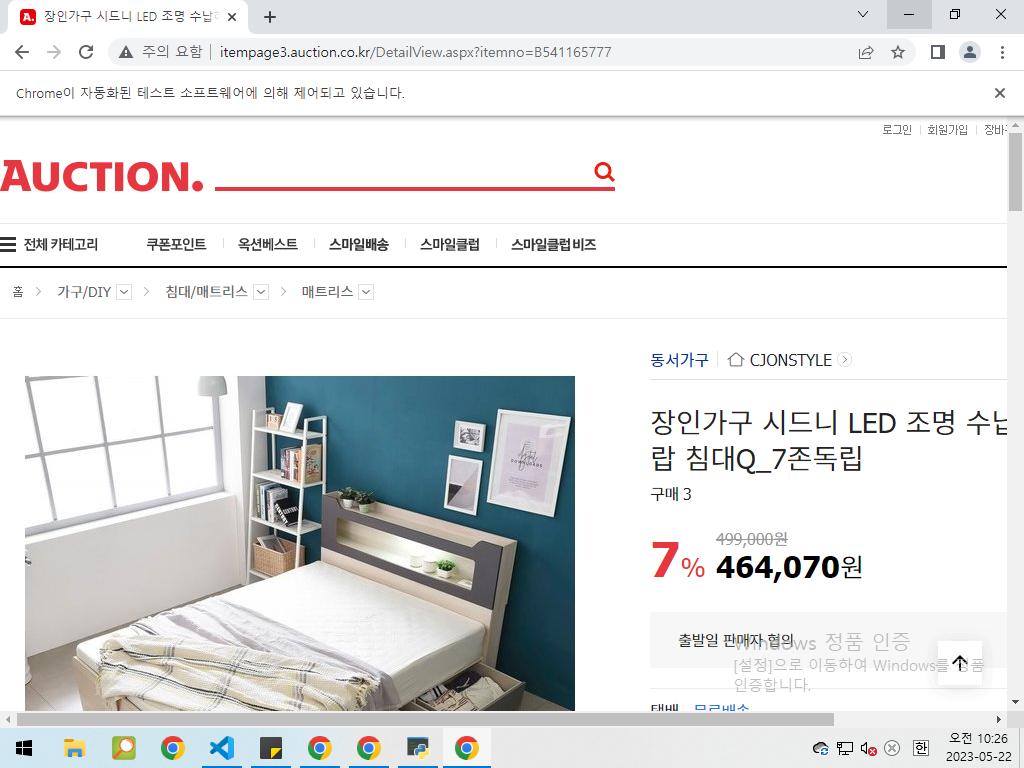 장인가구 시드니 LED 조명 수납
주의 요함
itempage3.auction.co.kr/DetailView.aspx?itemno=B541165777
Chrome이 자동화된 테스트 소프트웨어에 의해 제어되고 있습니다.
로그인 회원가입 장바
AUCTION.
전체 카테고리 쿠폰포인트 옥션베스트 스마일배송 스마일클럽 스마일클럽 비즈
홈 가구/DIY 침대/매트리스 매트리스
동서가구 CJONSTYLE
장인가구 시드니 LED 조명 수납
랍 침대Q_7존독립
구매 3
499,000원
7% 464,070원
출발일 판매자 협의
Windows 정품 인증
[설정]으로 이동하여 Windows를 정품
인증합니다.
택배 무료배송
한
오전 10:26
2023-05-22